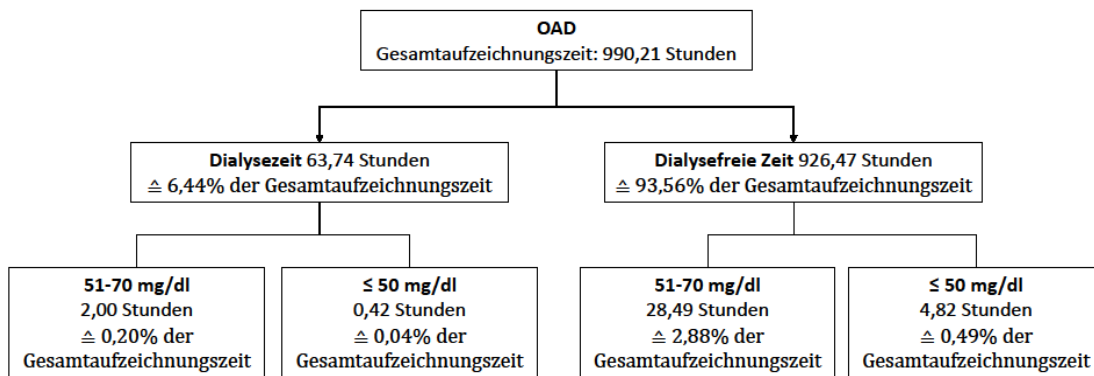 OAD
Gesamtaufzeichnungszeit: 990,21 Stunden
Dialysezeit 63,74 Stunden
≙ 6,44% der Gesamtaufzeichnungszeit
Dialysefreie Zeit 926,47 Stunden
≙ 93,56% der Gesamtaufzeichnungszeit
51-70 mg/dl
2,00 Stunden
≙ 0,20% der
Gesamtaufzeichnungszeit
≤ 50 mg/dl
0,42 Stunden
≙ 0,04% der
Gesamtaufzeichnungszeit
51-70 mg/dl
28,49 Stunden
≙ 2,88% der
Gesamtaufzeichnungszeit
≤ 50 mg/dl
4,82 Stunden
≙ 0,49% der
Gesamtaufzeichnungszeit